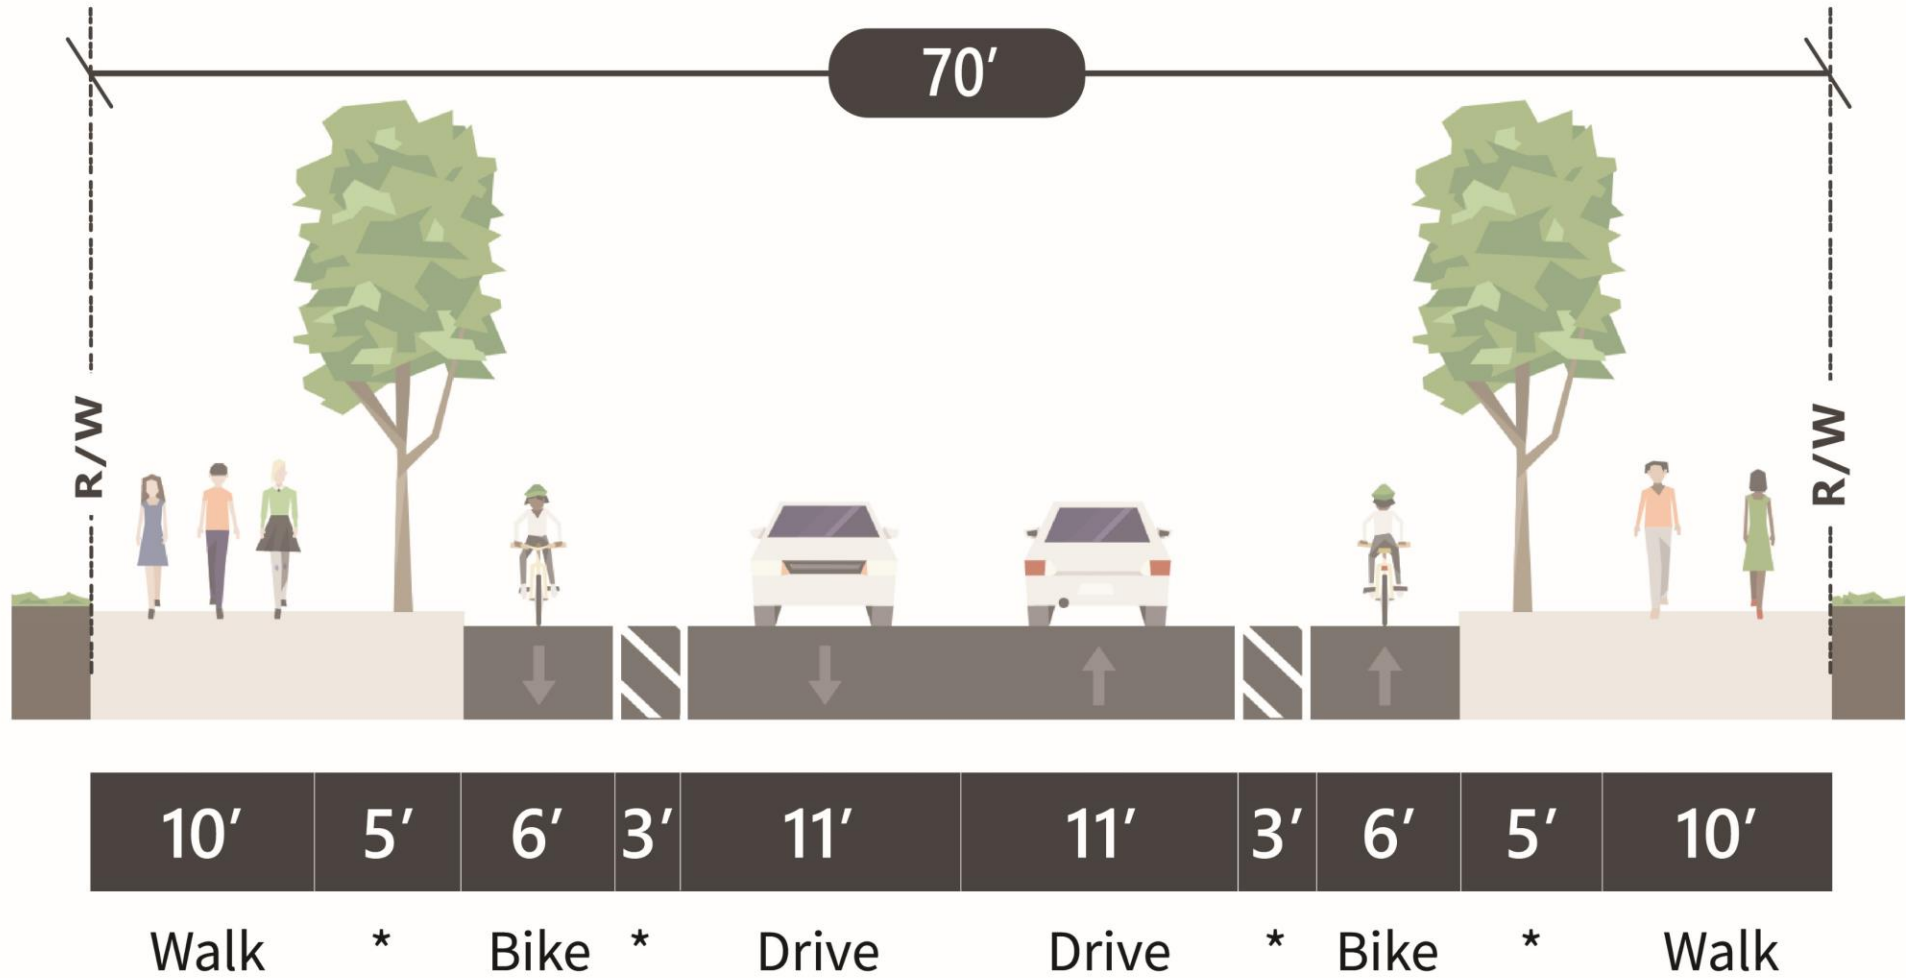 70′
R/W
R/W
10′ 5′ 6′ 3′ 11′ 11′ 3′ 6′ 5′ 10′
Walk * Bike * Drive Drive * Bike * Walk